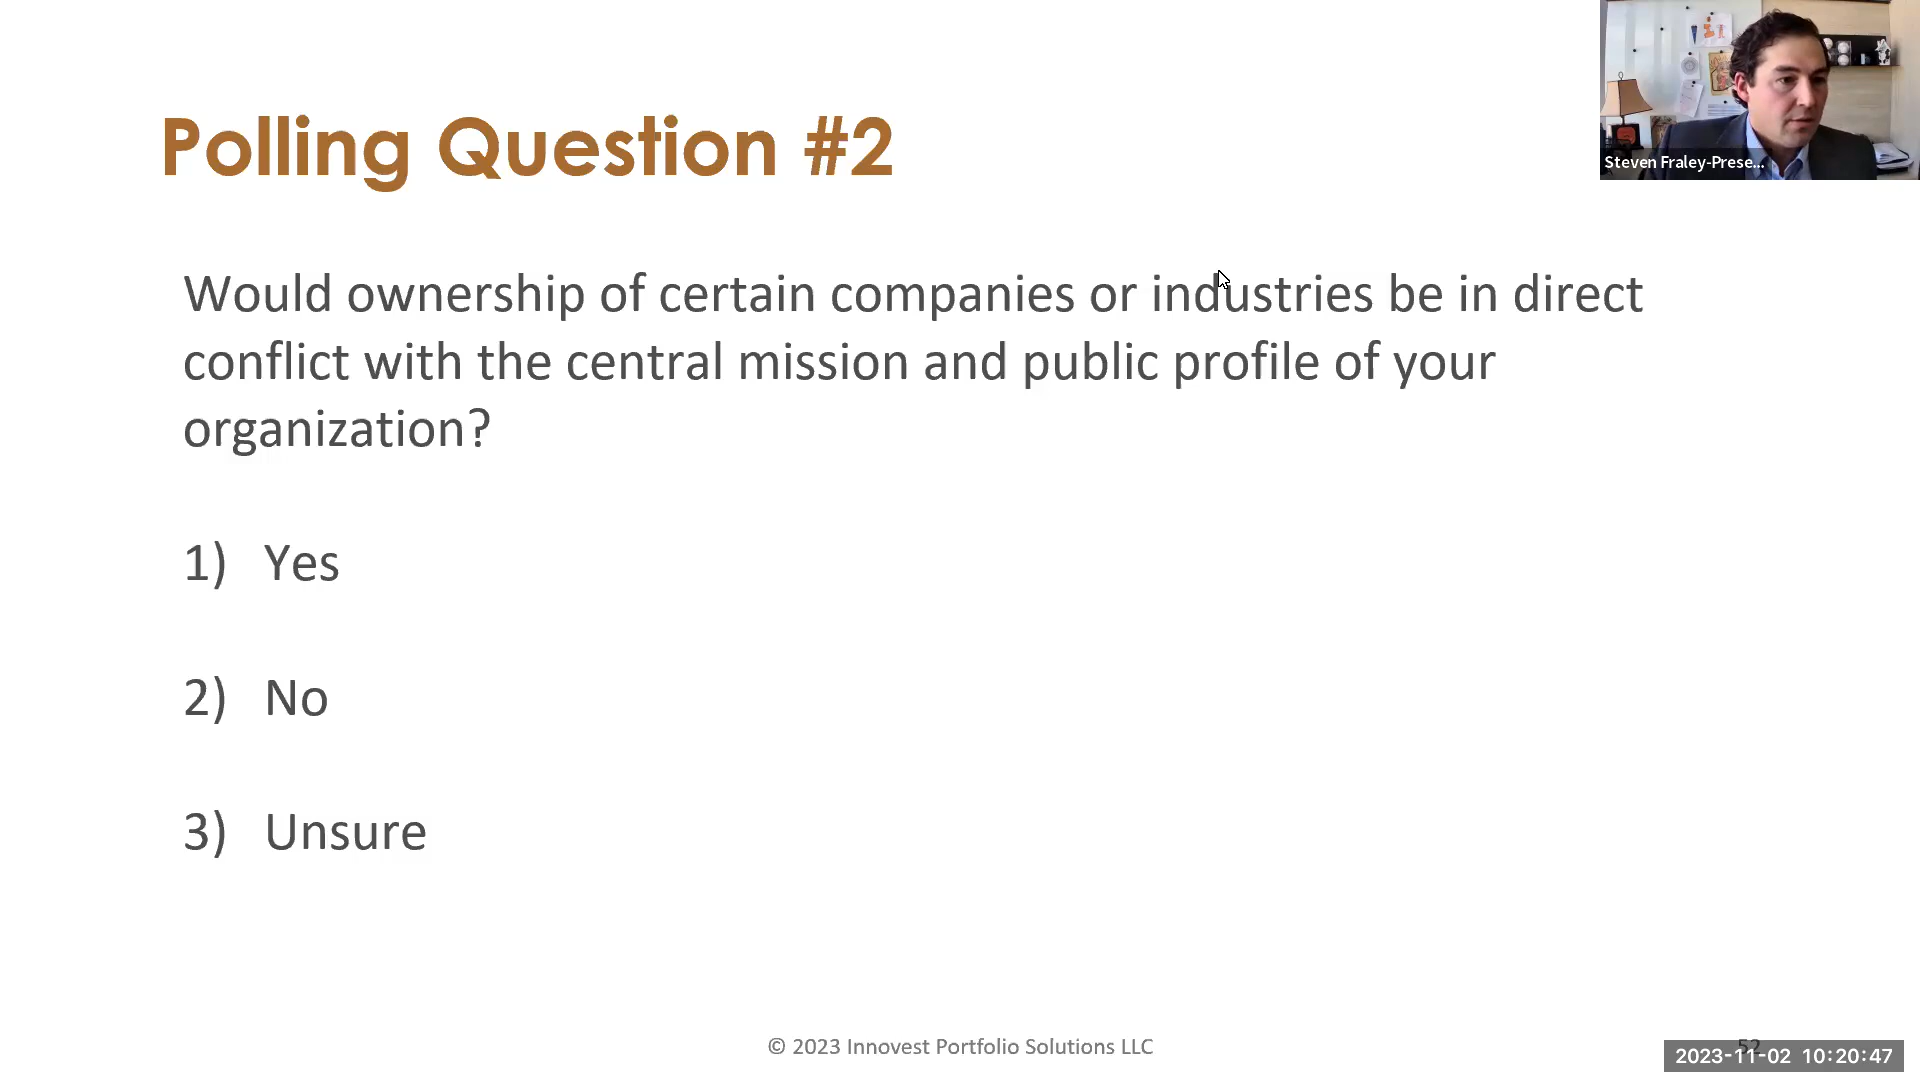 Polling Question #2
Steven Fraley-Prese...
Would ownership of certain companies or industries be in direct
conflict with the central mission and public profile of your
organization?
1) Yes
2) No
3) Unsure
© 2023 Innovest Portfolio Solutions LLC
52
2023-11-02 10:20:47